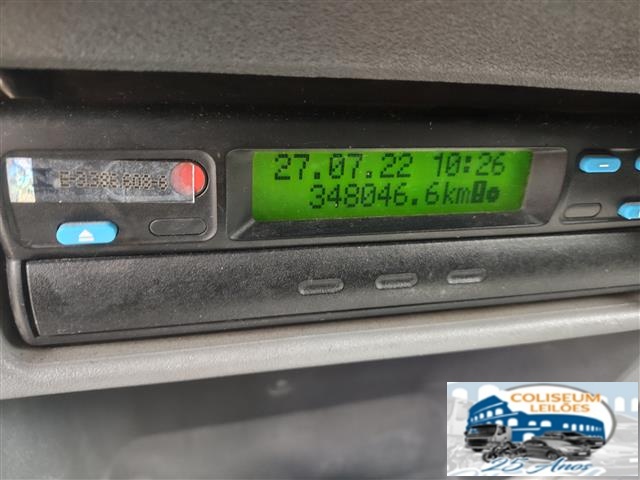 27.07.22 10:26
348046.6km
COLISEUM
LEILÕES
25 Anos